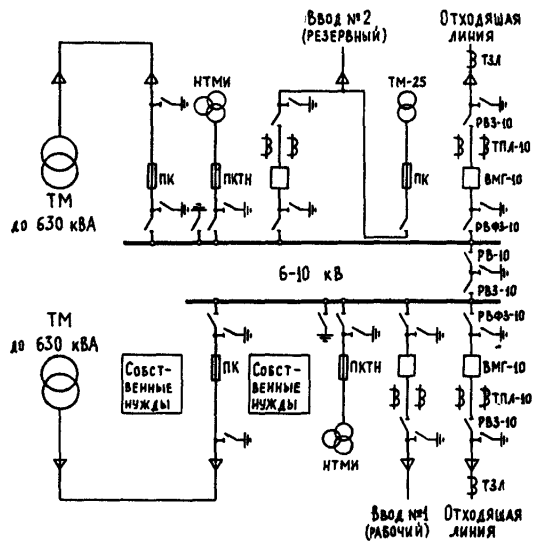 Ввод №2
(РЕЗЕРВНЫЙ)
Отходящая
линия
ТЗЛ
НТМИ
ТМ-25
РВЗ-10
ТПЛ-10
ПК
ПКТН
ПК
ВМГ-10
ТМ
до 630 кВА
РВФЗ-10
РВ-10
6-10 кВ
РВЗ-10
ТМ
до 630 кВА
РВФЗ-10
Собст-
венные
нужды
ПК
Собст-
венные
нужды
ПКТН
ВМГ-10
ТПЛ-10
РВЗ-10
НТМИ
ТЗЛ
Ввод №1
(рабочий)
Отходящая
линия